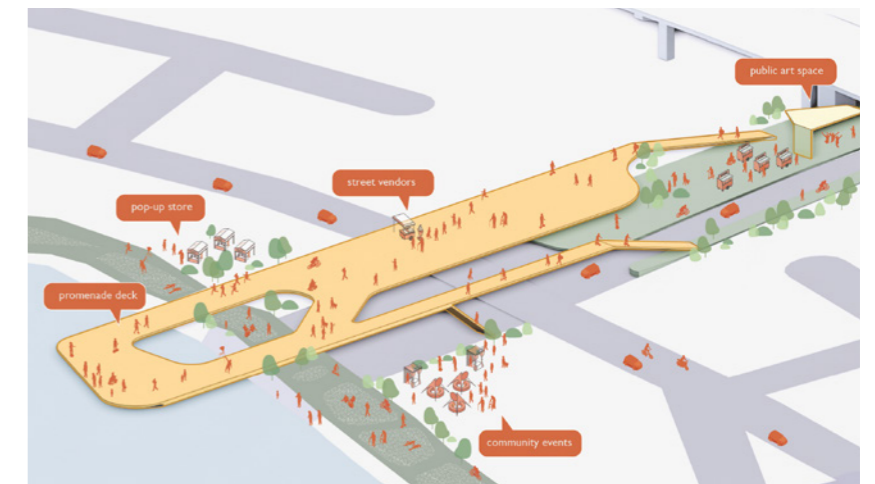 public art space
street vendors
pop-up store
promenade deck
community events